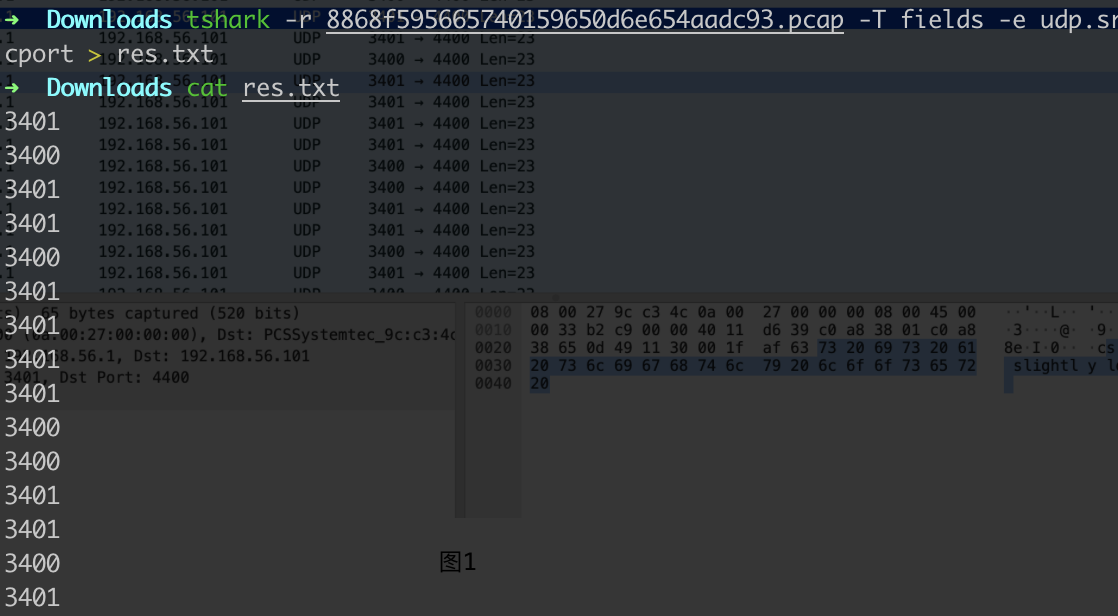 → Downloads tshark -r 8868f595665740159650d6e654aadc93.pcap -T fields -e udp.sr
cport > res.txt
→ Downloads cat res.txt
3401
3400
3401
3401
3400
3401
3401
3401
3401
3400
3400
3401
3401
3400
3401
192.168.56.101 UDP 3401 → 4400 Len=23
192.168.56.101 UDP 3400 → 4400 Len=23
192.168.56.101 UDP 3401 → 4400 Len=23
192.168.56.101 UDP 3401 → 4400 Len=23
192.168.56.101 UDP 3401 → 4400 Len=23
192.168.56.101 UDP 3401 → 4400 Len=23
192.168.56.101 UDP 3400 → 4400 Len=23
192.168.56.101 UDP 3400 → 4400 Len=23
192.168.56.101 UDP 3401 → 4400 Len=23
192.168.56.101 UDP 3401 → 4400 Len=23
192.168.56.101 UDP 3400 → 4400 Len=23
192.168.56.101 UDP 3401 → 4400 Len=23
65 bytes captured (520 bits)
(0a:00:27:00:00:00), Dst: PCSSystemtec_9c:c3:4c
.56.1, Dst: 192.168.56.101
3401, Dst Port: 4400
0000 08 00 27 9c c3 4c 0a 00 27 00 00 00 08 00 45 00 ··'··L·· '·
0010 00 33 b2 c9 00 00 40 11 d6 39 c0 a8 38 01 c0 a8 ·3····@· ·9
0020 38 65 0d 49 11 30 00 1f af 63 73 20 69 73 20 61 8e·I·0·· ·cs
0030 20 73 6c 69 67 68 74 6c 79 20 6c 6f 6f 73 65 72 slightl y l
0040 20
图1